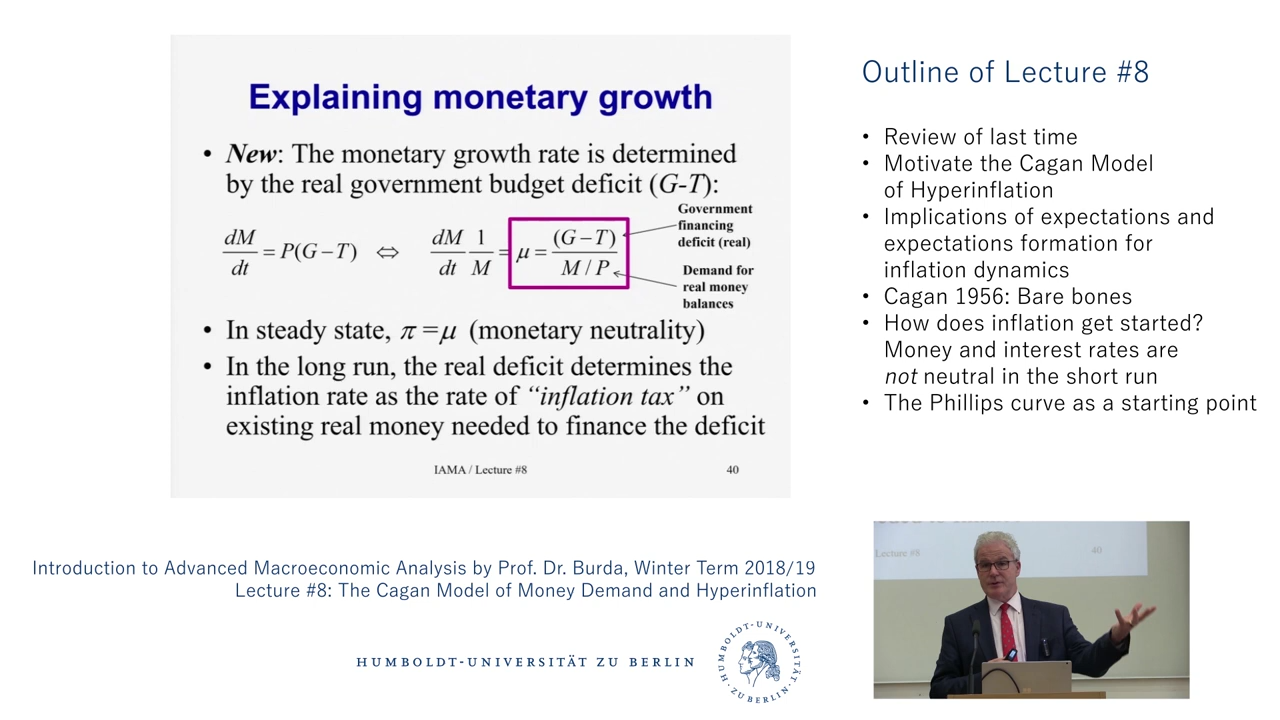 Explaining monetary growth
• New: The monetary growth rate is determined
by the real government budget deficit (G-T):
dM/dt = P(G−T) ⇔ dM/dt 1/M = μ = (G−T)/M / P
Government
financing
deficit (real)
Demand for
real money
balances
• In steady state, π =μ (monetary neutrality)
• In the long run, the real deficit determines the
inflation rate as the rate of “inflation tax” on
existing real money needed to finance the deficit
IAMA / Lecture #8 40
Outline of Lecture #8
• Review of last time
• Motivate the Cagan Model
of Hyperinflation
• Implications of expectations and
expectations formation for
inflation dynamics
• Cagan 1956: Bare bones
• How does inflation get started?
Money and interest rates are
not neutral in the short run
• The Phillips curve as a starting point
Lecture #8 40
Introduction to Advanced Macroeconomic Analysis by Prof. Dr. Burda, Winter Term 2018/19
Lecture #8: The Cagan Model of Money Demand and Hyperinflation
HUMBOLDT-UNIVERSITÄT ZU BERLIN
HUMBOLDT-UNIVERSITÄT ZU BERLIN